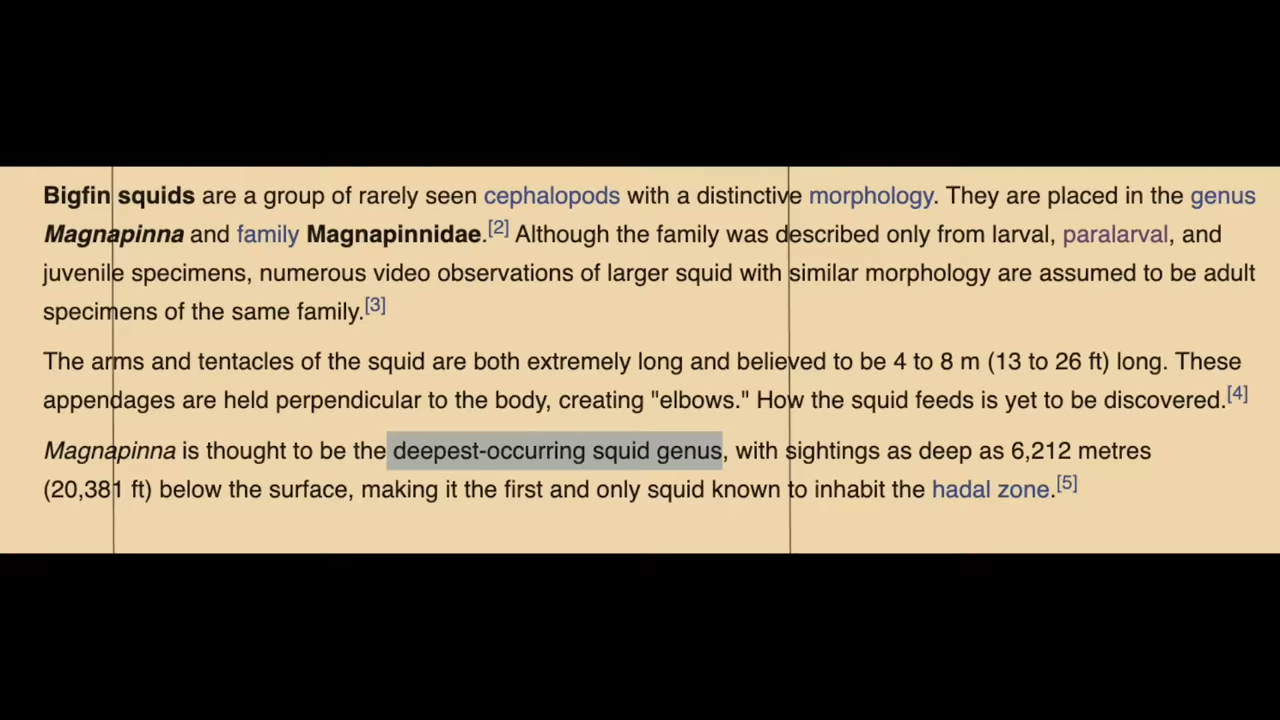 Bigfin squids are a group of rarely seen cephalopods with a distinctive morphology. They are placed in the genus
Magnapinna and family Magnapinnidae.[2] Although the family was described only from larval, paralarval, and
juvenile specimens, numerous video observations of larger squid with similar morphology are assumed to be adult
specimens of the same family.[3]
The arms and tentacles of the squid are both extremely long and believed to be 4 to 8 m (13 to 26 ft) long. These
appendages are held perpendicular to the body, creating "elbows." How the squid feeds is yet to be discovered.[4]
Magnapinna is thought to be the deepest-occurring squid genus, with sightings as deep as 6,212 metres
(20,381 ft) below the surface, making it the first and only squid known to inhabit the hadal zone.[5]